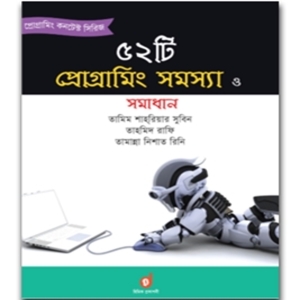 প্রোগ্রামিং কনটেস্ট সিরিজ
৫২টি
প্রোগ্রামিং সমস্যা ও
সমাধান
তামিম শাহ্‌রিয়ার সুবিন
তাহমিদ রাফি
তামান্না নিশাত রিনি